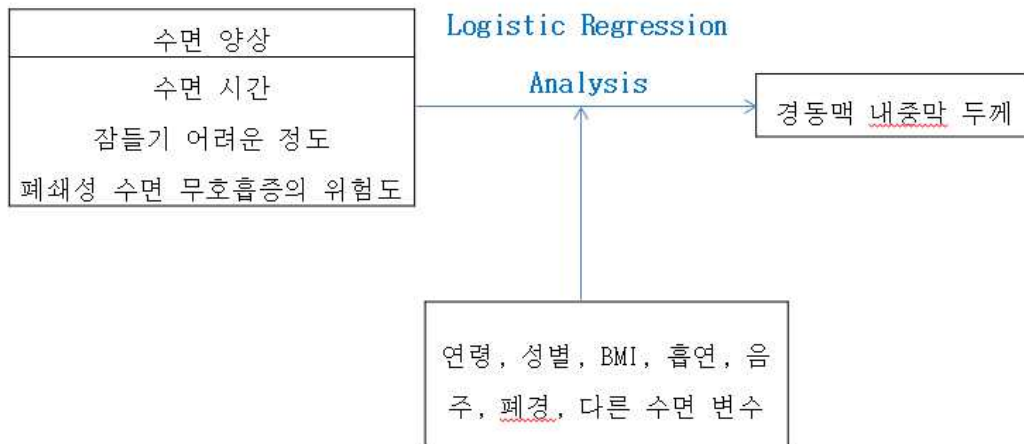 수면 양상
수면 시간
잠들기 어려운 정도
폐쇄성 수면 무호흡증의 위험도
Logistic Regression
Analysis
경동맥 내중막 두께
연령, 성별, BMI, 흡연, 음
주, 폐경, 다른 수면 변수